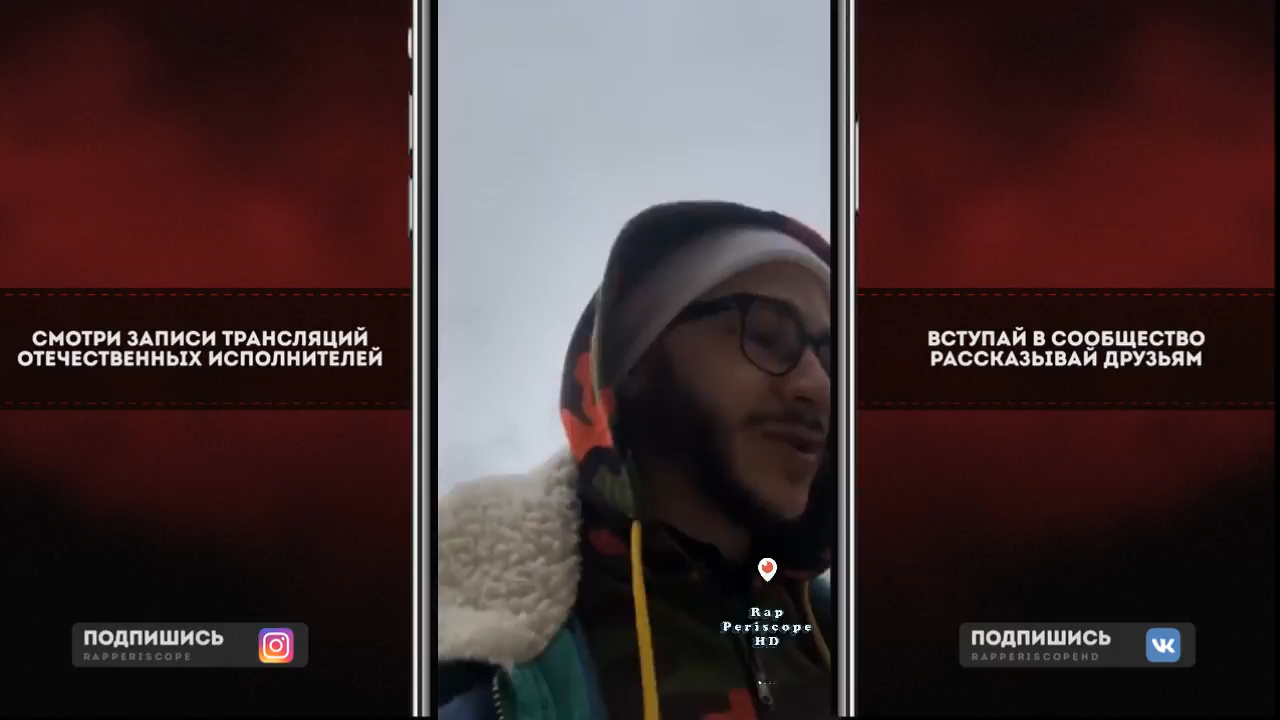 СМОТРИ ЗАПИСИ ТРАНСЛЯЦИЙ
ОТЕЧЕСТВЕННЫХ ИСПОЛНИТЕЛЕЙ
ВСТУПАЙ В СООБЩЕСТВО
РАССКАЗЫВАЙ ДРУЗЬЯМ
Rap
Periscope
HD
ПОДПИШИСЬ
RAPPERISCOPE
ПОДПИШИСЬ
RAPPERISCOPEHD